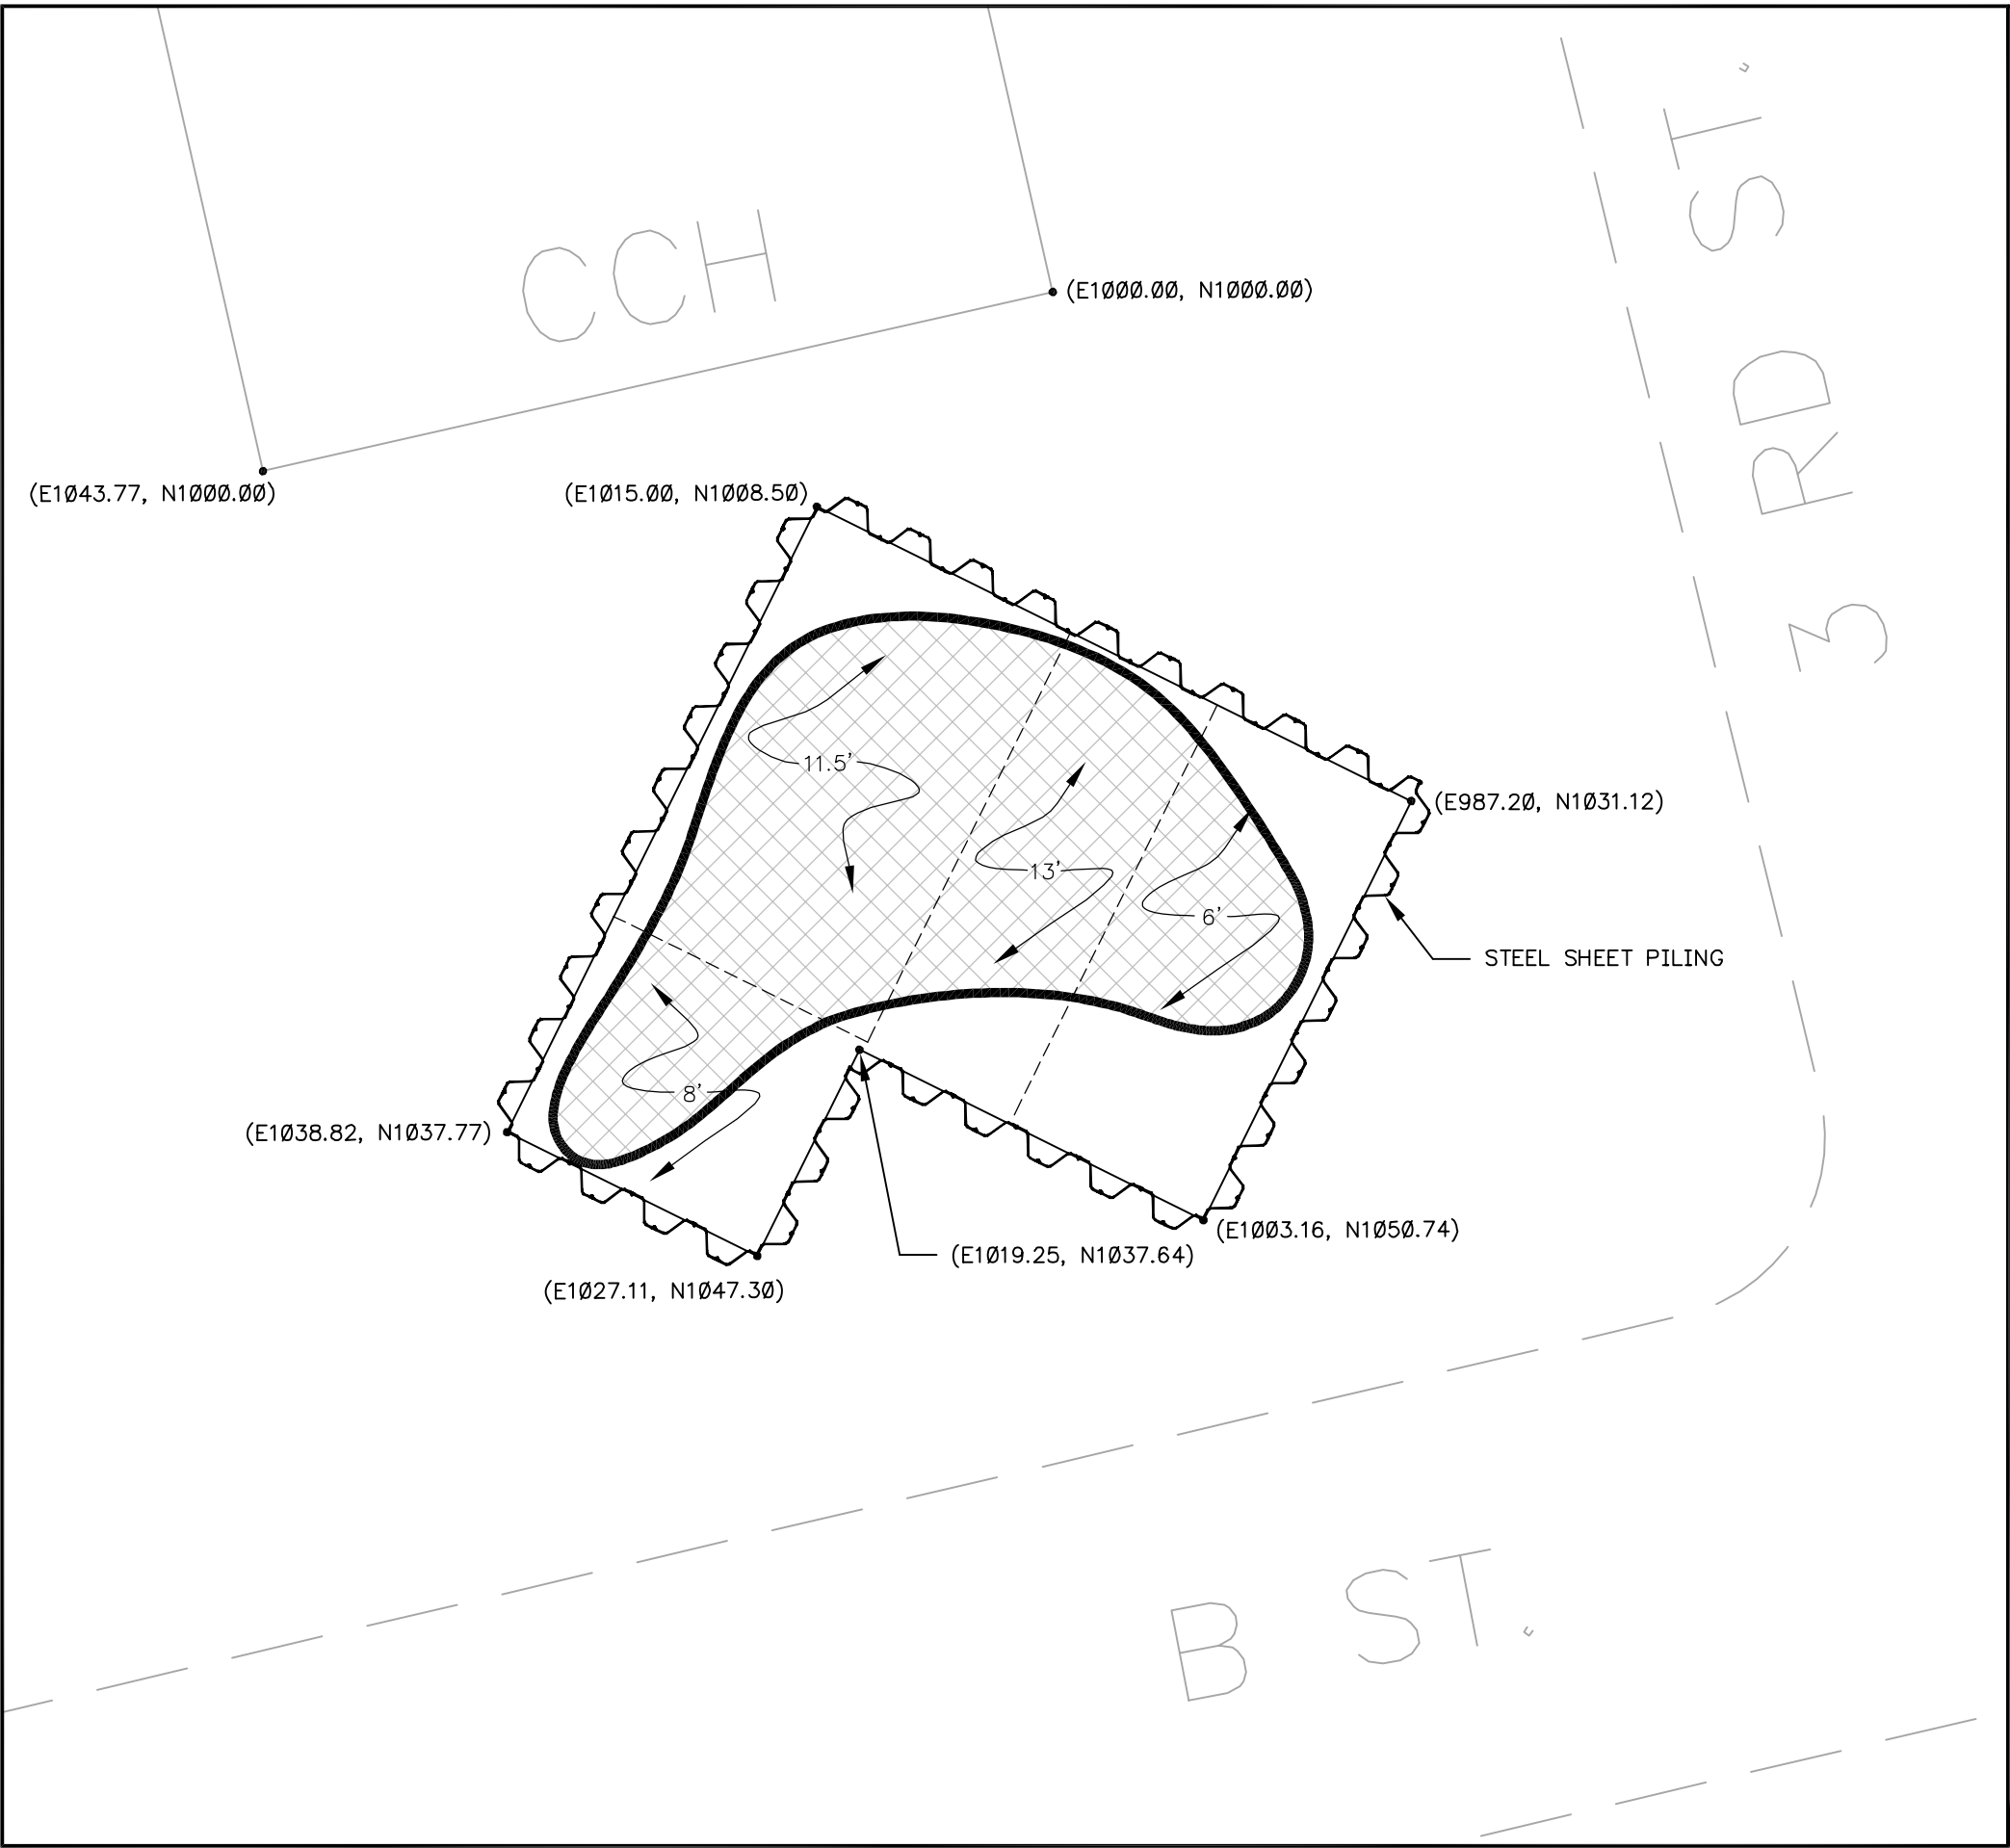 CCH
3 RD ST.
(E1000.00, N1000.00)
(E1043.77, N1000.00)
(E1015.00, N1008.50)
11.5'
(E987.20, N1031.12)
13'
6'
STEEL SHEET PILING
8'
(E1038.82, N1037.77)
(E1003.16, N1050.74)
(E1019.25, N1037.64)
(E1027.11, N1047.30)
B ST.